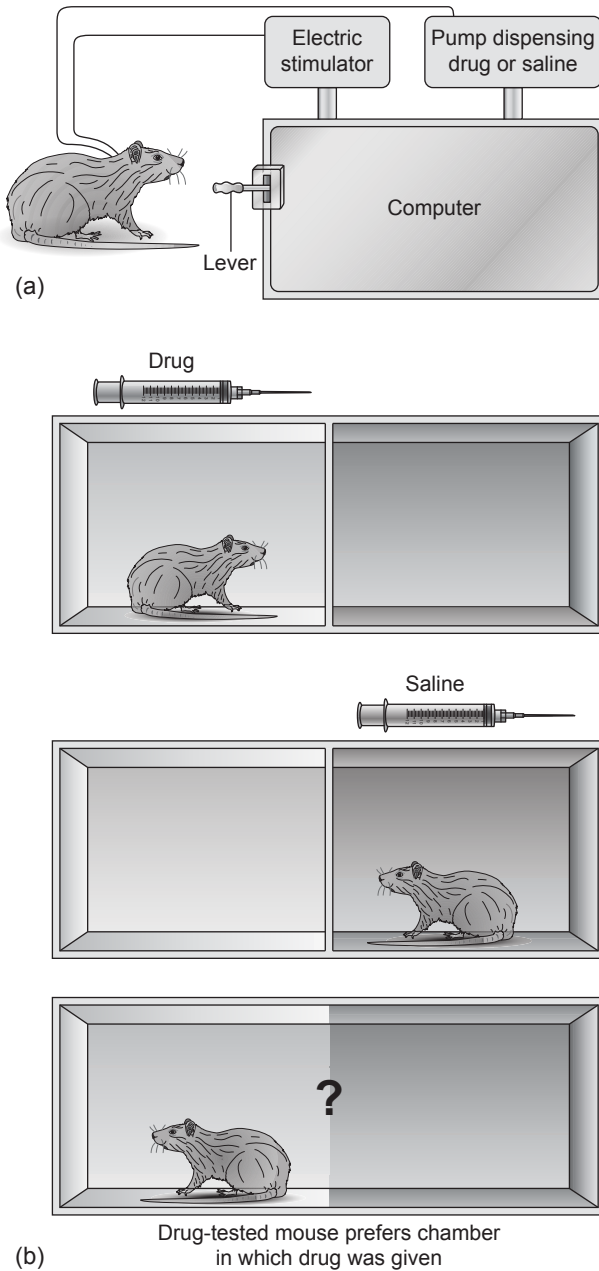 Electric
stimulator
Pump dispensing
drug or saline
Computer
Lever
(a)
Drug
Saline
?
Drug-tested mouse prefers chamber
in which drug was given
(b)